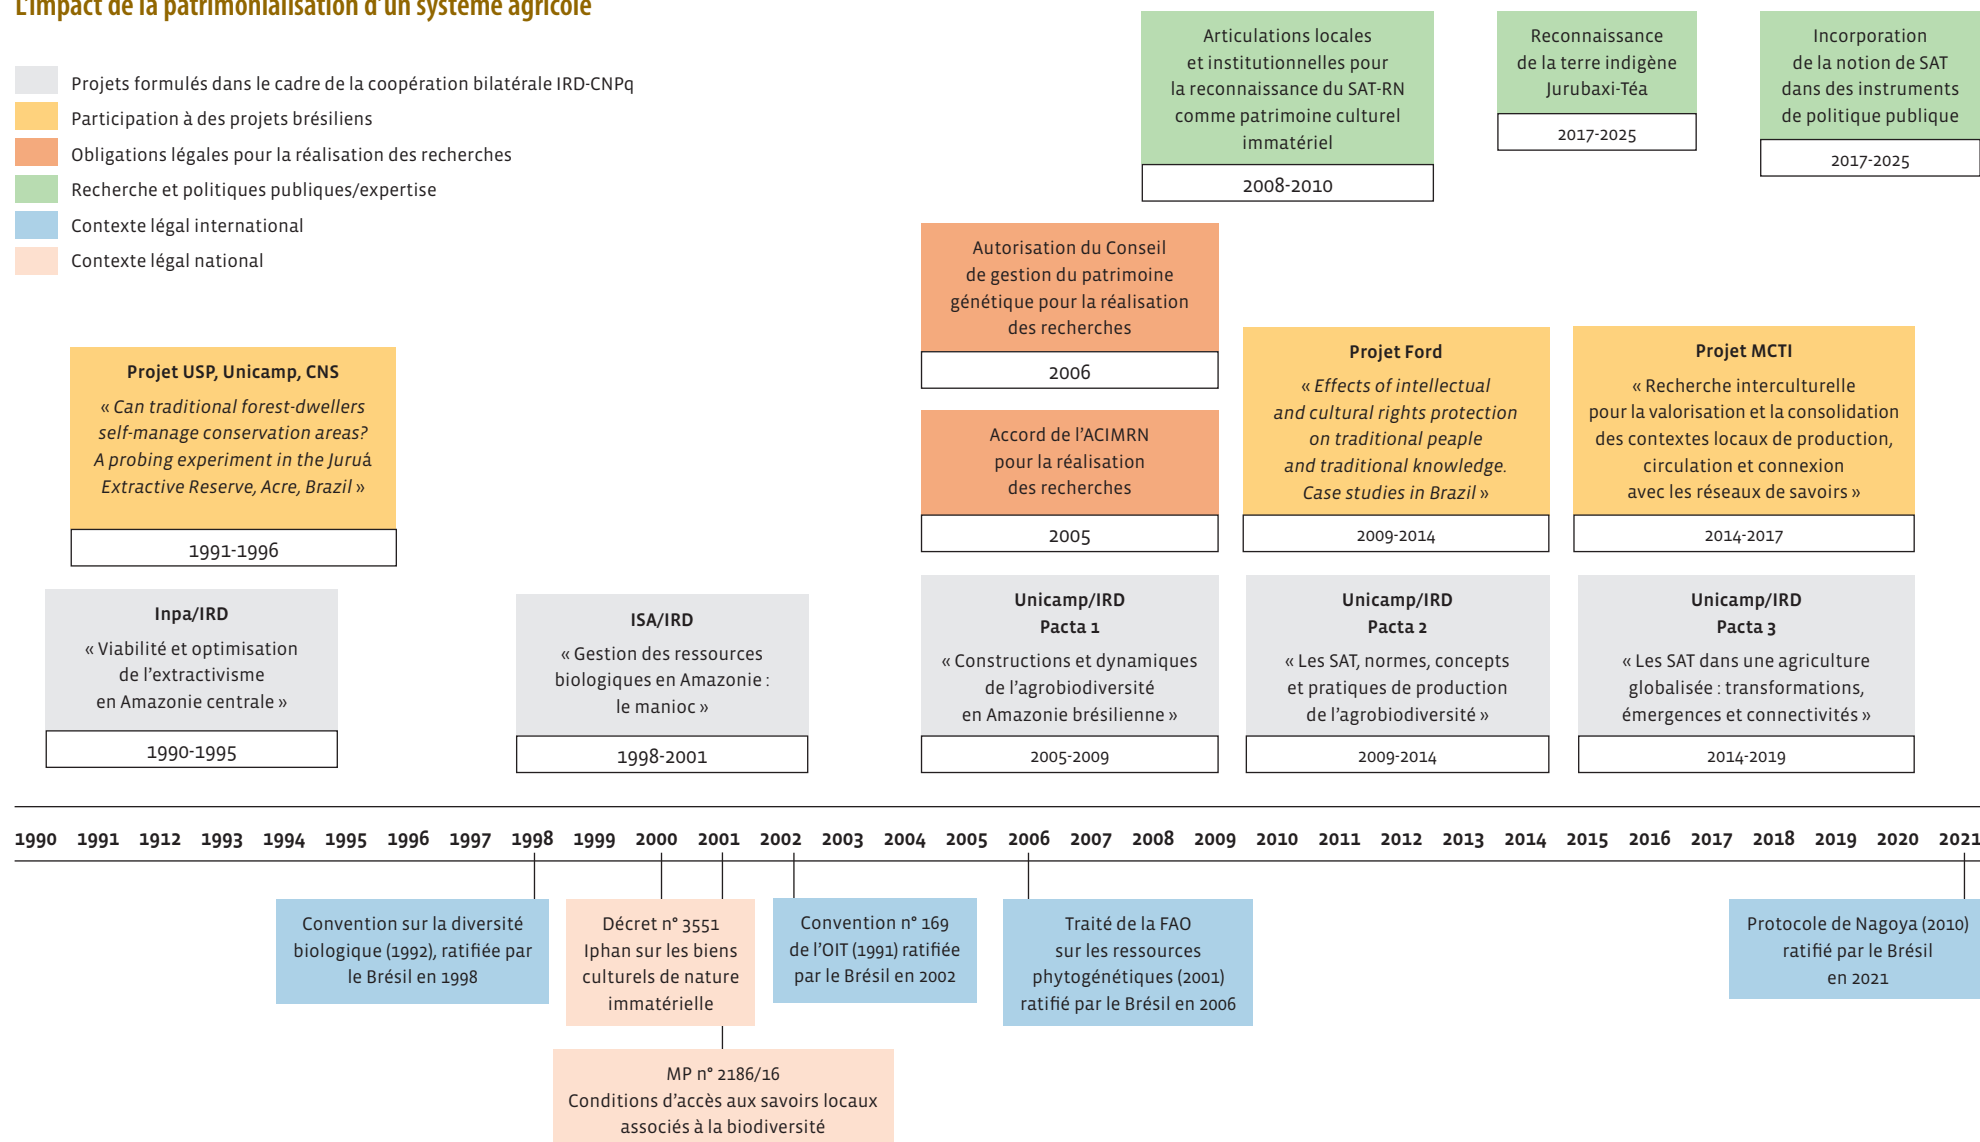 L'impact de la patrimonialisation d'un système agricole
Projets formulés dans le cadre de la coopération bilatérale IRD-CNPq
Participation à des projets brésiliens
Obligations légales pour la réalisation des recherches
Recherche et politiques publiques/expertise
Contexte légal international
Contexte légal national
Articulations locales
et institutionnelles pour
la reconnaissance du SAT-RN
comme patrimoine culturel
immatériel
2008-2010
Reconnaissance
de la terre indigène
Jurubaxi-Téa
2017-2025
Incorporation
de la notion de SAT
dans des instruments
de politique publique
2017-2025
Autorisation du Conseil
de gestion du patrimoine
génétique pour la réalisation
des recherches
2006
Projet USP, Unicamp, CNS
« Can traditional forest-dwellers
self-manage conservation areas?
A probing experiment in the Juruá
Extractive Reserve, Acre, Brazil »
1991-1996
Accord de l'ACIMRN
pour la réalisation
des recherches
2005
Projet Ford
« Effects of intellectual
and cultural rights protection
on traditional peaple
and traditional knowledge.
Case studies in Brazil »
2009-2014
Projet MCTI
« Recherche interculturelle
pour la valorisation et la consolidation
des contextes locaux de production,
circulation et connexion
avec les réseaux de savoirs »
2014-2017
Inpa/IRD
« Viabilité et optimisation
de l'extractivisme
en Amazonie centrale »
1990-1995
ISA/IRD
« Gestion des ressources
biologiques en Amazonie :
le manioc »
1998-2001
Unicamp/IRD
Pacta 1
« Constructions et dynamiques
de l'agrobiodiversité
en Amazonie brésilienne »
2005-2009
Unicamp/IRD
Pacta 2
« Les SAT, normes, concepts
et pratiques de production
de l'agrobiodiversité »
2009-2014
Unicamp/IRD
Pacta 3
« Les SAT dans une agriculture
globalisée : transformations,
émergences et connectivités »
2014-2019
1990 1991 1912 1993 1994 1995 1996 1997 1998 1999 2000 2001 2002 2003 2004 2005 2006 2007 2008 2009 2010 2011 2012 2013 2014 2015 2016 2017 2018 2019 2020 2021
Convention sur la diversité
biologique (1992), ratifiée par
le Brésil en 1998
Décret n° 3551
Iphan sur les biens
culturels de nature
immatérielle
Convention n° 169
de l'OIT (1991) ratifiée
par le Brésil en 2002
Traité de la FAO
sur les ressources
phytogénétiques (2001)
ratifié par le Brésil en 2006
Protocole de Nagoya (2010)
ratifié par le Brésil
en 2021
MP n° 2186/16
Conditions d'accès aux savoirs locaux
associés à la biodiversité